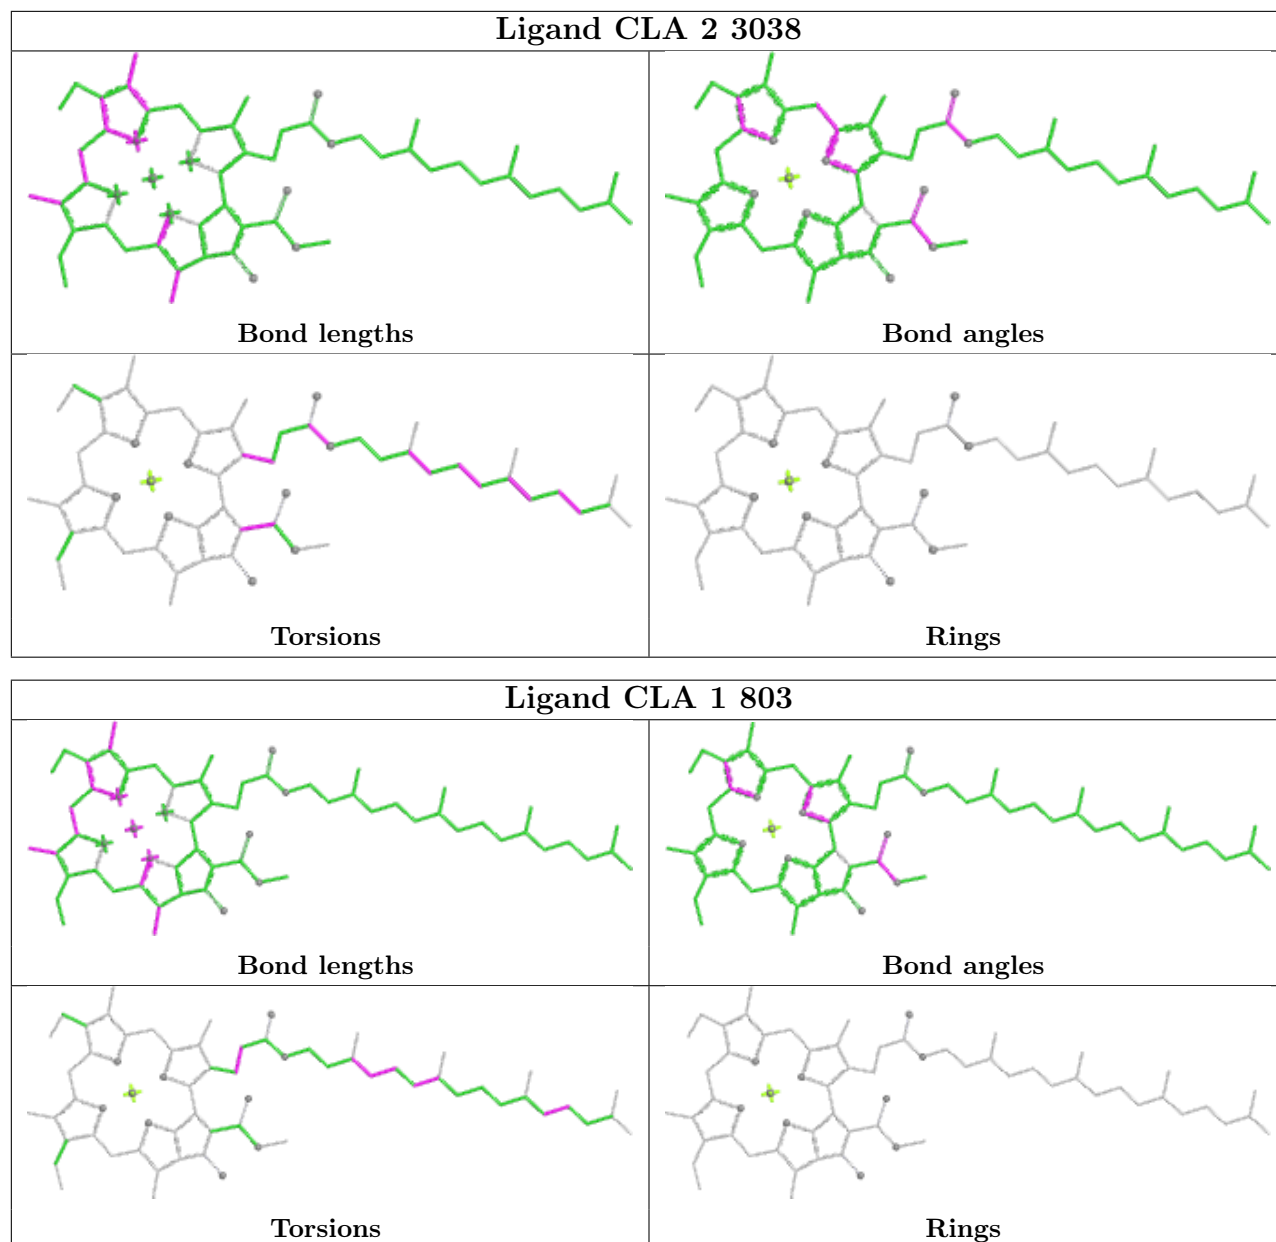 Ligand CLA 2 3038
Bond lengths
Bond angles
Torsions
Rings
Ligand CLA 1 803
Bond lengths
Bond angles
Torsions
Rings